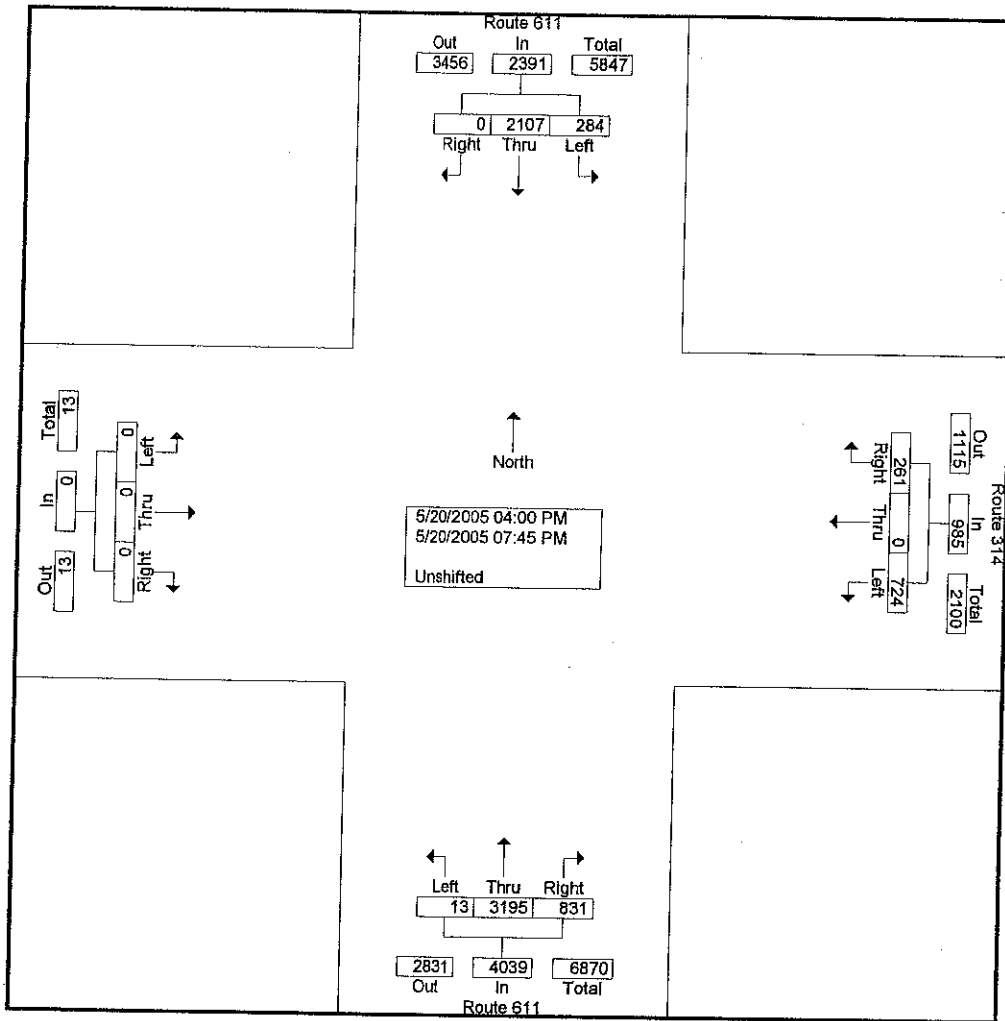 Route 611
Out In Total
3456 2391 5847
0 2107 284
Right Thru Left
Total 13
In 0
Out 13
0 Left
0 Thru
0 Right
North
5/20/2005 04:00 PM
5/20/2005 07:45 PM
Unshifted
Route 314
Out In Total
1115 985 2100
261 0 724
Right Thru Left
Left Thru Right
13 3195 831
2831 4039 6870
Out In Total
Route 611